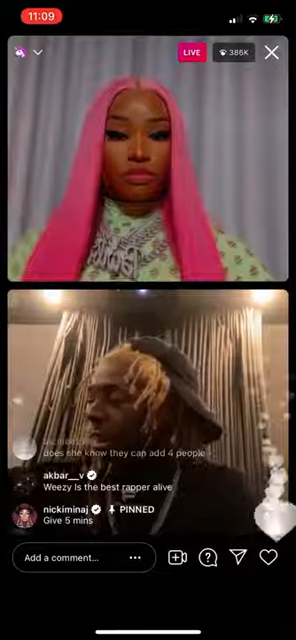 11:09
LIVE
386K
does she know they can add 4 people
akbar__v
Weezy Is the best rapper alive
nickiminaj PINNED
Give 5 mins
Add a comment...